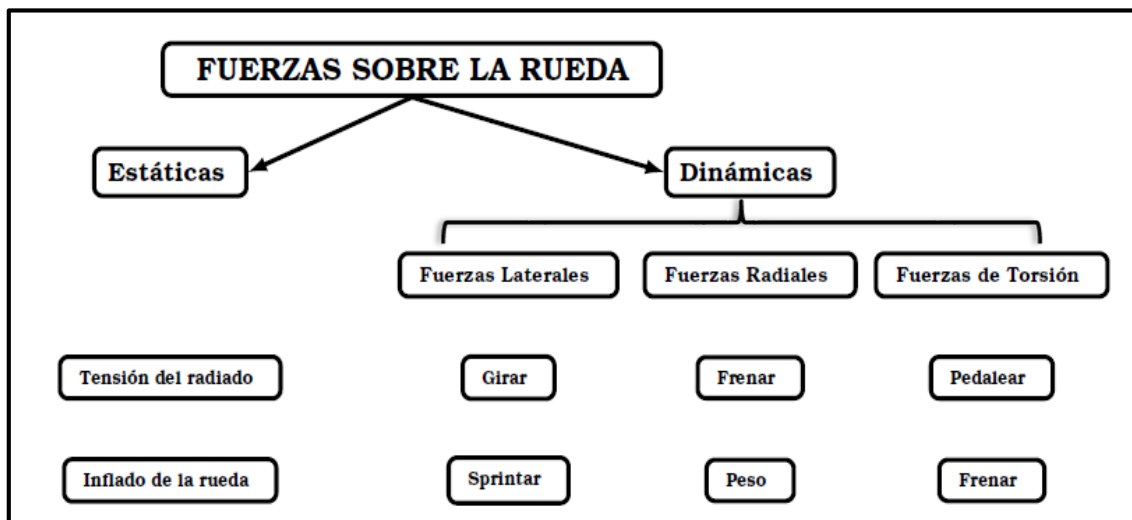 FUERZAS SOBRE LA RUEDA
Estáticas
Dinámicas
Fuerzas Laterales
Fuerzas Radiales
Fuerzas de Torsión
Tensión del radiado
Girar
Frenar
Pedalear
Inflado de la rueda
Sprintar
Peso
Frenar